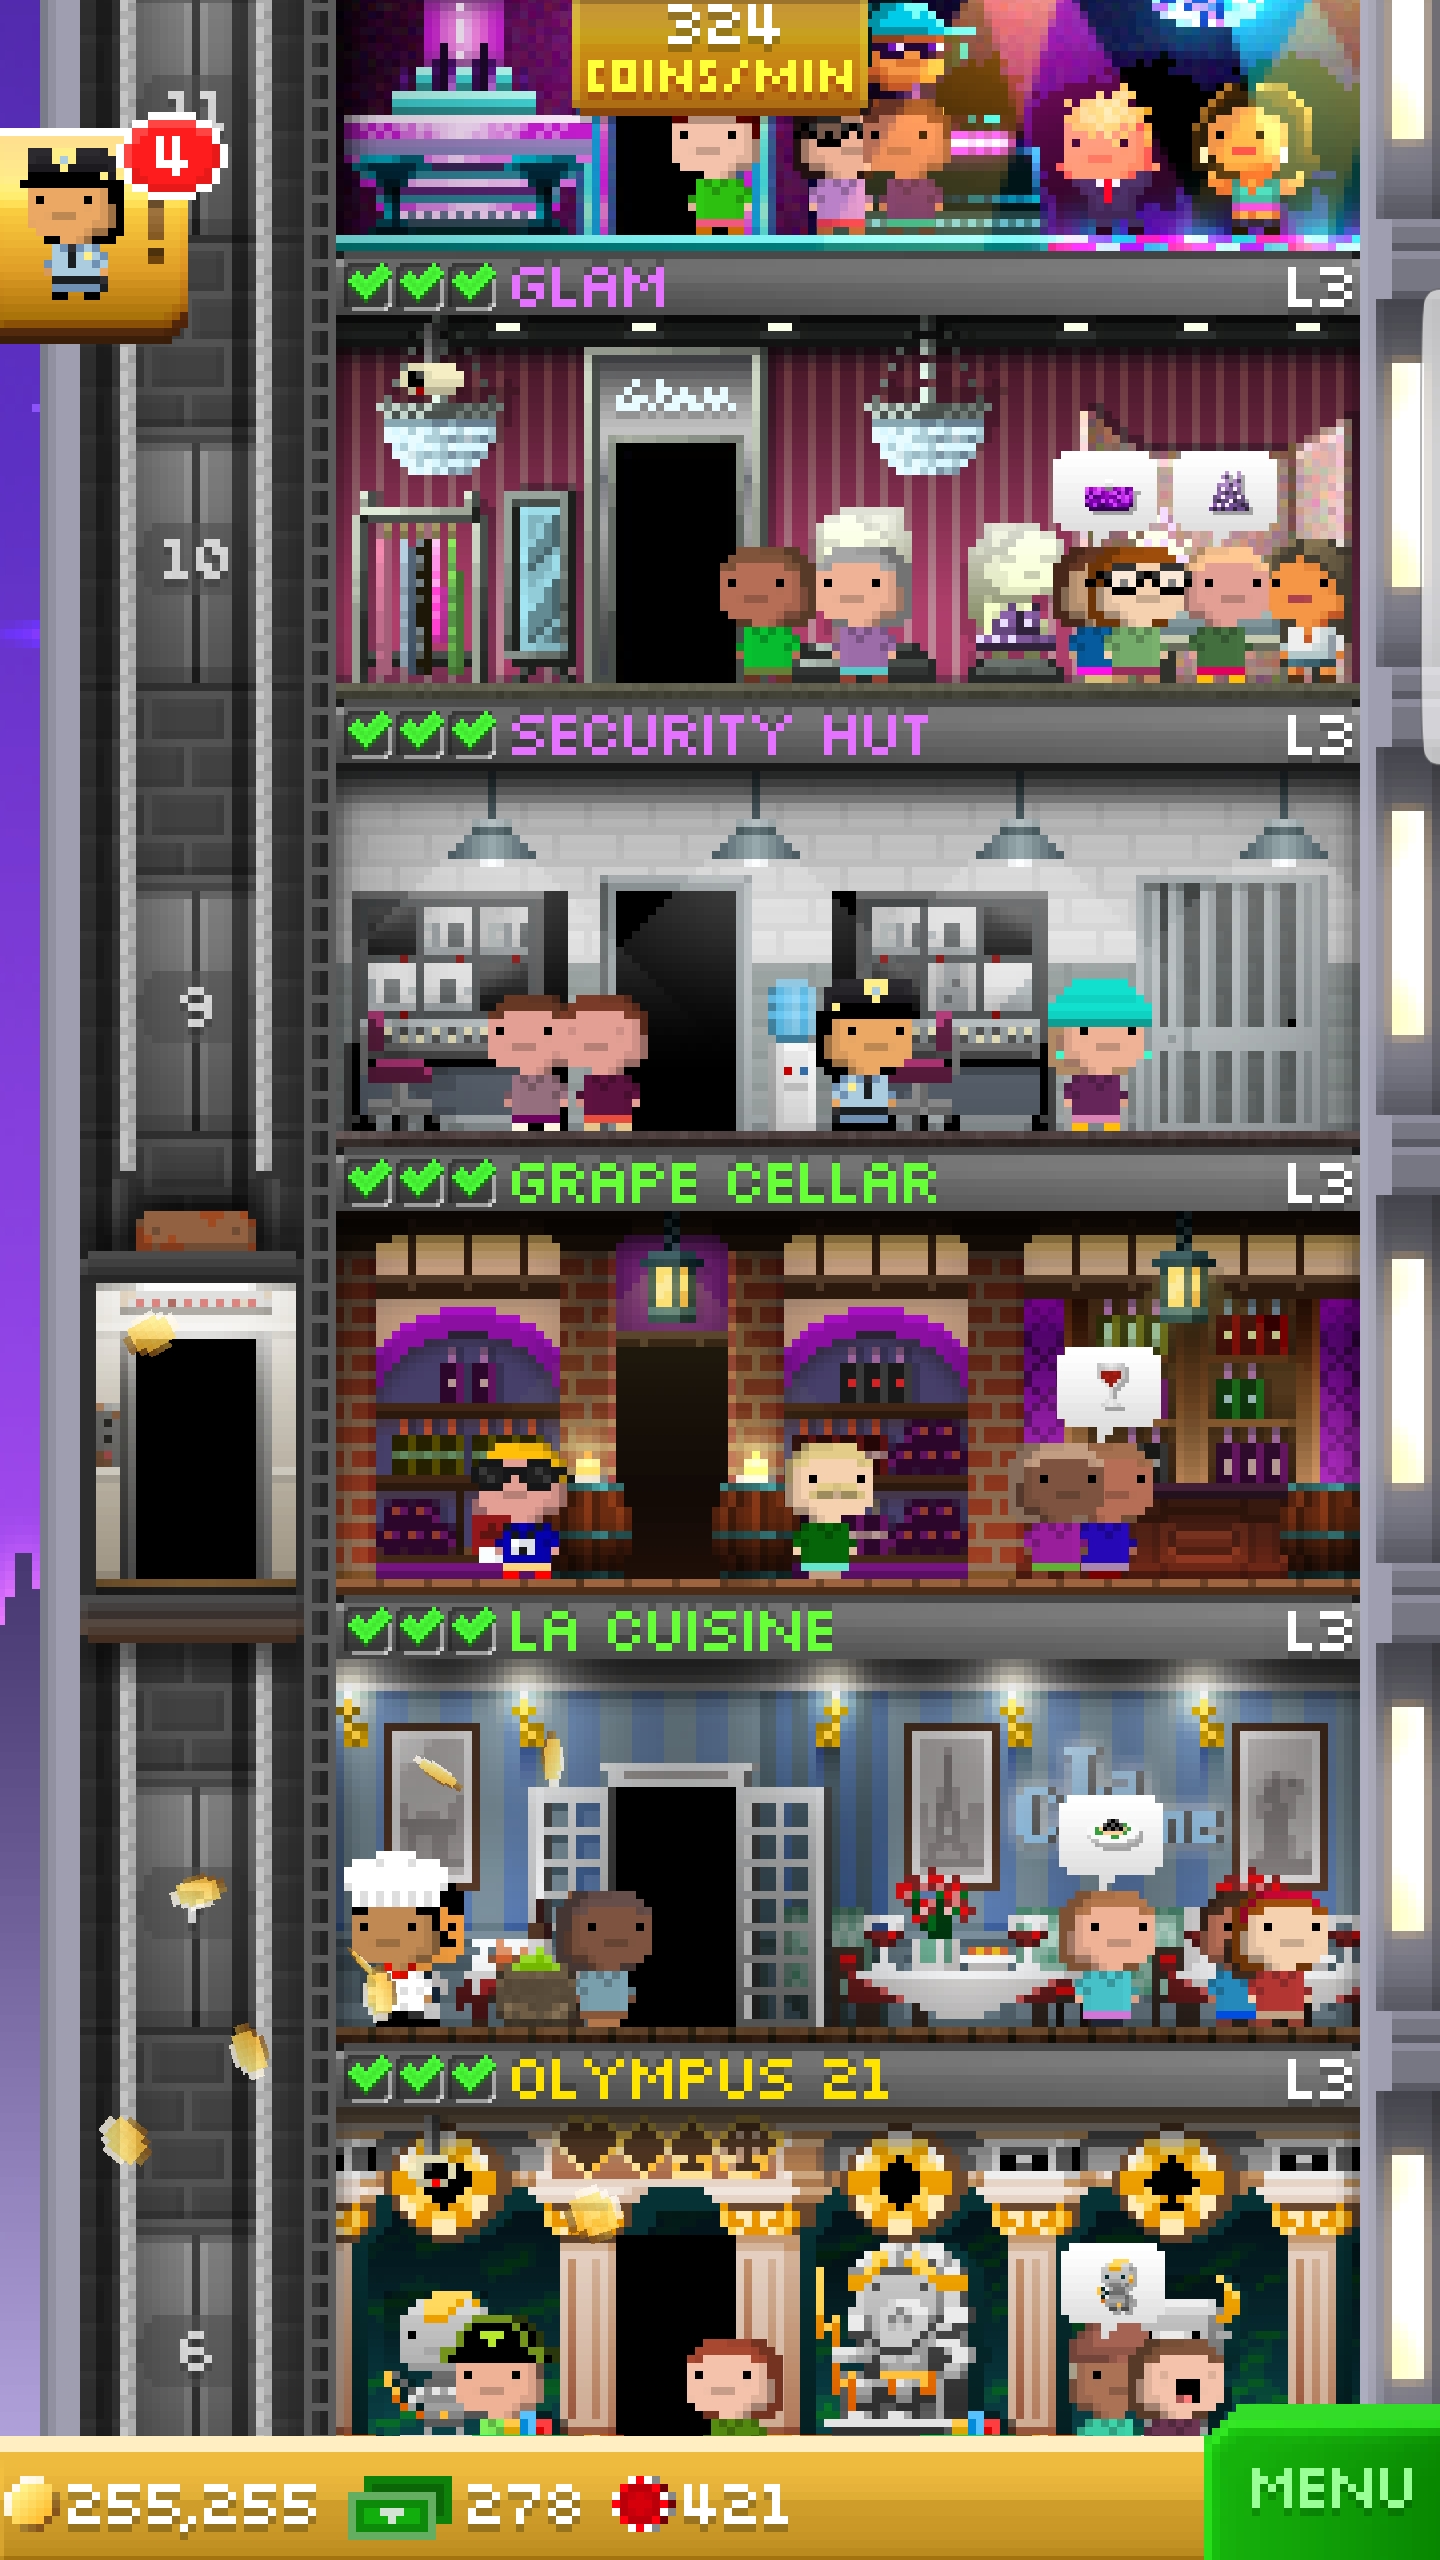 324
COINS/MIN
11
4
GLAM L3
Glam
10
SECURITY HUT L3
9
GRAPE CELLAR L3
LA CUISINE L3
La
OLYMPUS 21 L3
6
255,255 278 421
MENU